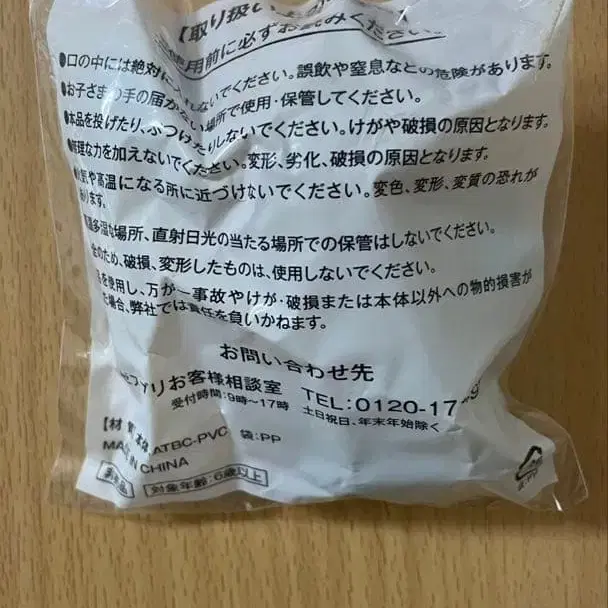 【取り扱い上の
ご使用前に必ずお読みください。
●口の中には絶対に入れないでください。誤飲や窒息などの危険があります。
●お子さまの手の届かない場所で使用・保管してください。
●本品を投げたり、ぶつけたりしないでください。けがや破損の原因となります。
●無理な力を加えないでください。変形、劣化、破損の原因となります。
や高温になる所に近づけないでください。変色、変形、変質の恐れが
あります。
高温多湿な場所、直射日光の当たる場所での保管はしないでください。
のため、破損、変形したものは、使用しないでください。
を使用し、万が一事故やけが・破損または本体以外への物的損害が
た場合、弊社では責任を負いかねます。
お問い合わせ先
お客様相談室 TEL:0120-17
受付時間:9時〜17時 土日祝日、年末年始除く
【材質】本体:ATBC-PVC 袋:PP
MADE IN CHINA
非売品 対象年齢:6歳以上
プラ
袋:PP